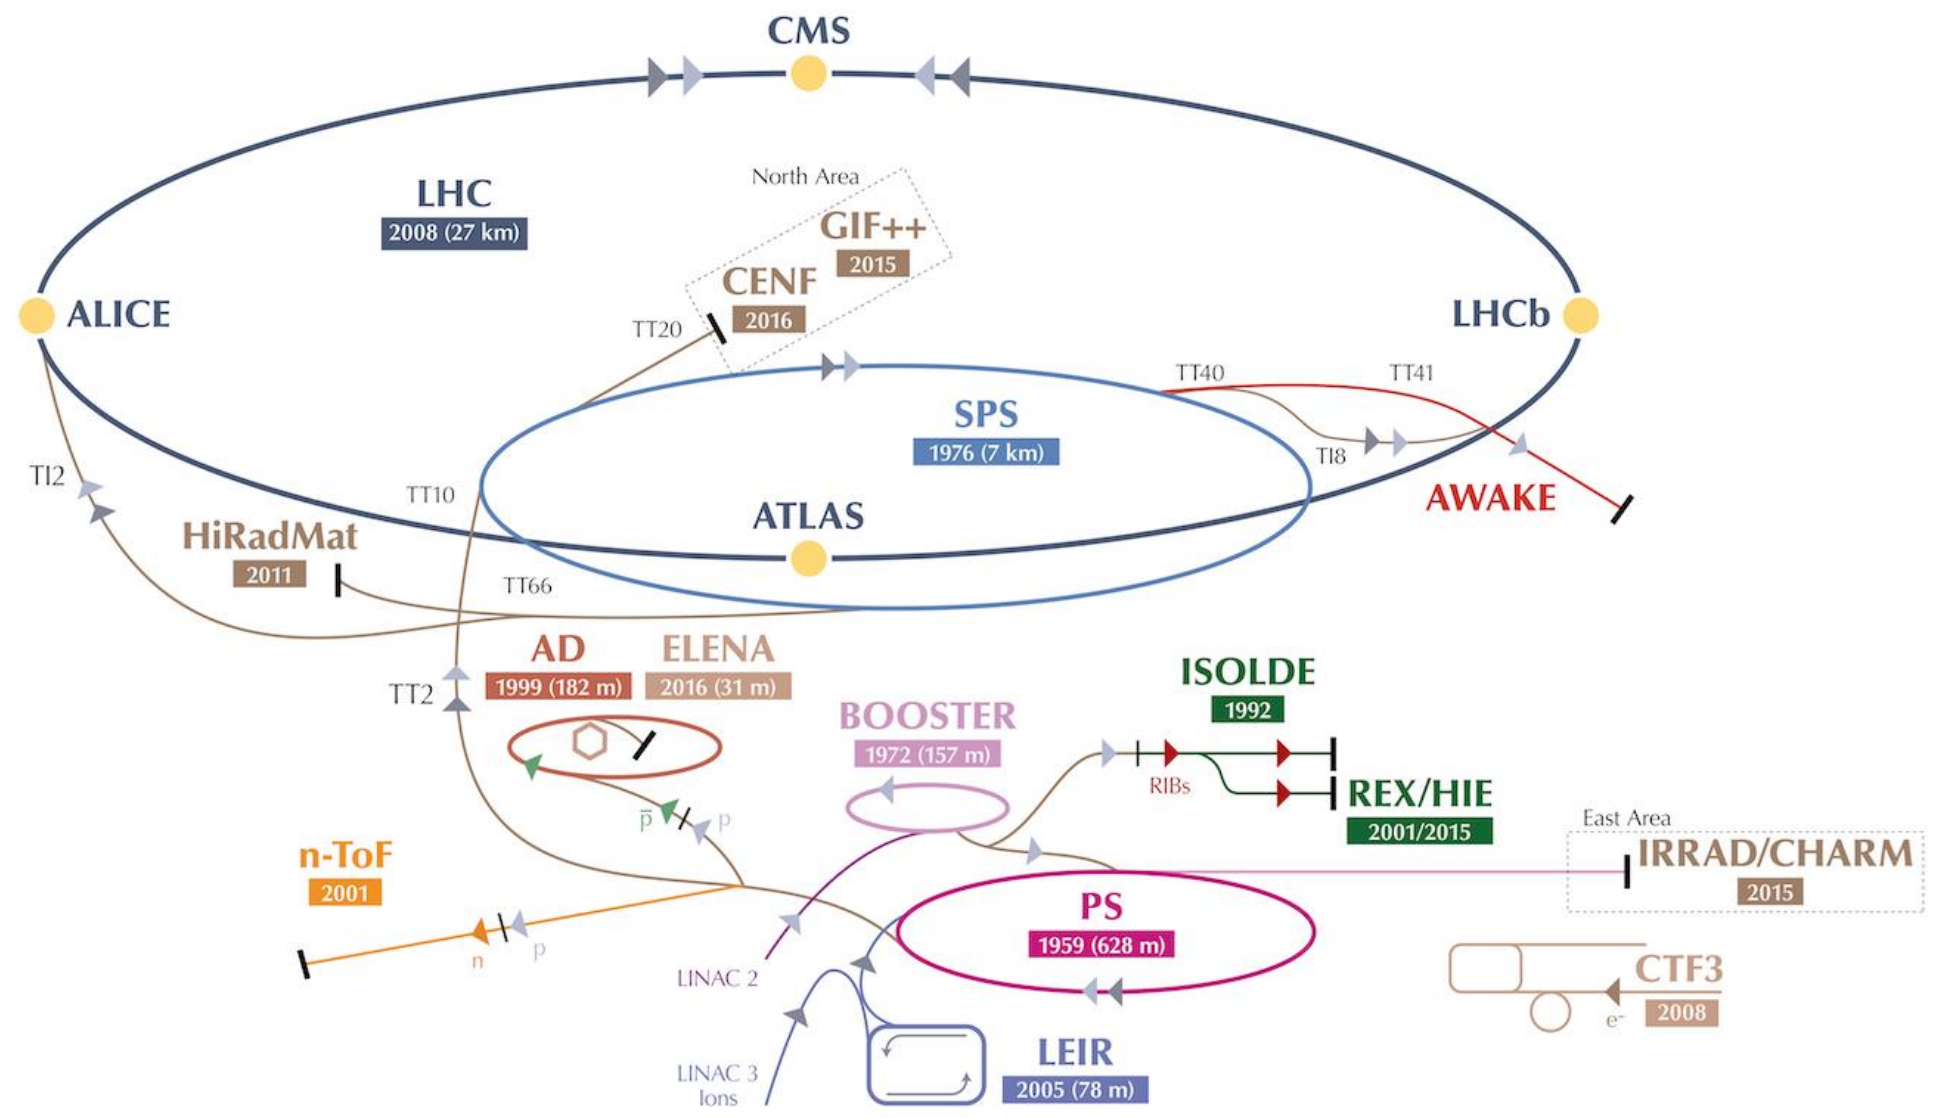 CMS
North Area
LHC
2008 (27 km)
GIF++
2015
CENF
2016
ALICE
LHCb
TT20
TT40
TT41
SPS
1976 (7 km)
TI8
TI2
TT10
AWAKE
ATLAS
HiRadMat
2011
TT66
AD
1999 (182 m)
ELENA
2016 (31 m)
TT2
ISOLDE
1992
BOOSTER
1972 (157 m)
RIBs
REX/HIE
2001/2015
p̅
p
East Area
IRRAD/CHARM
2015
n-ToF
2001
n
p
PS
1959 (628 m)
LINAC 2
CTF3
2008
e⁻
LEIR
2005 (78 m)
LINAC 3
Ions